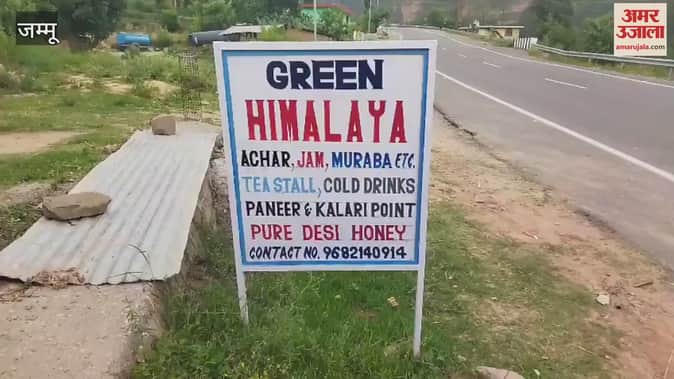 जम्मू
अमर उजाला
amarujala.com
GREEN
HIMALAYA
ACHAR, JAM, MURABA ETC.
TEA STALL, COLD DRINKS
PANEER & KALARI POINT
PURE DESI HONEY
CONTACT NO. 9682140914